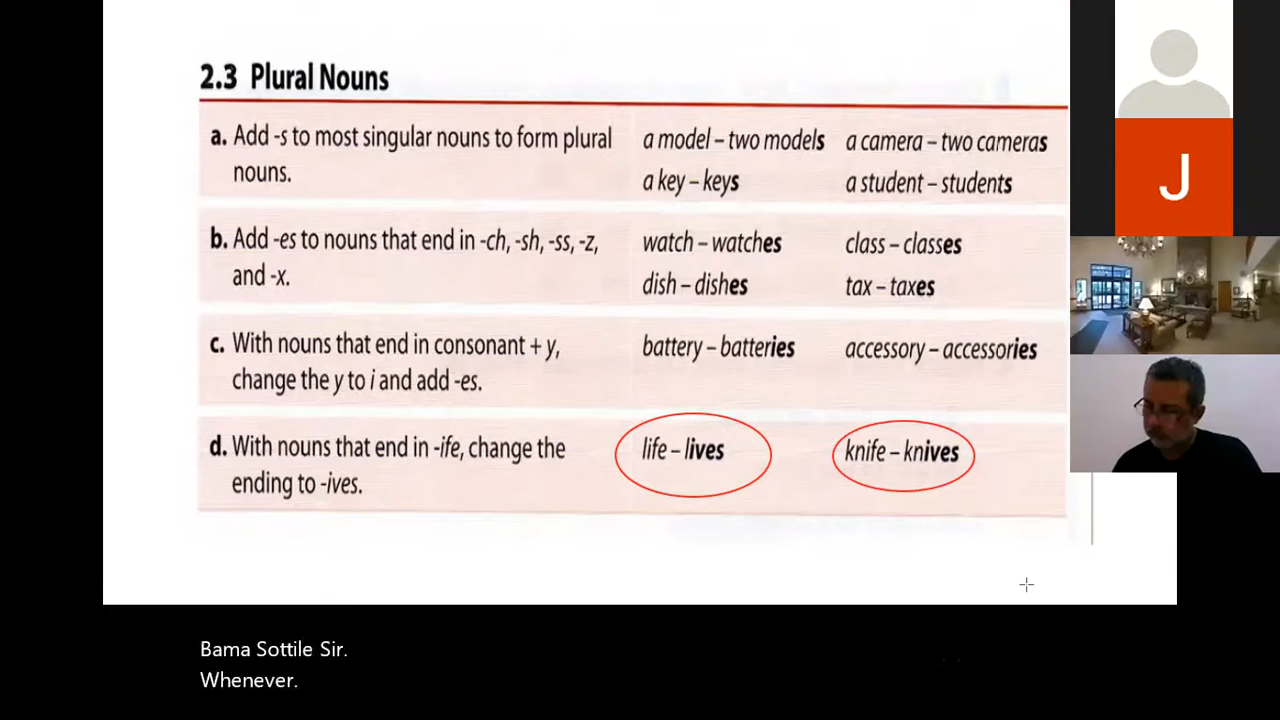 2.3 Plural Nouns
a. Add -s to most singular nouns to form plural
nouns.
a model – two models
a camera – two cameras
a key – keys
a student – students
b. Add -es to nouns that end in -ch, -sh, -ss, -z,
and -x.
watch – watches
class – classes
dish – dishes
tax – taxes
c. With nouns that end in consonant + y,
change the y to i and add -es.
battery – batteries
accessory – accessories
d. With nouns that end in -ife, change the
ending to -ives.
life – lives
knife – knives
J
Bama Sottile Sir.
Whenever.